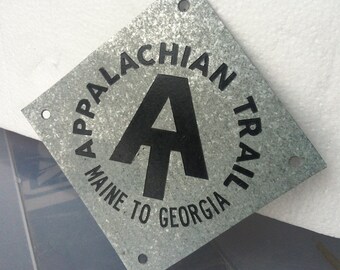 APPALACHIAN TRAIL
AT
MAINE TO GEORGIA